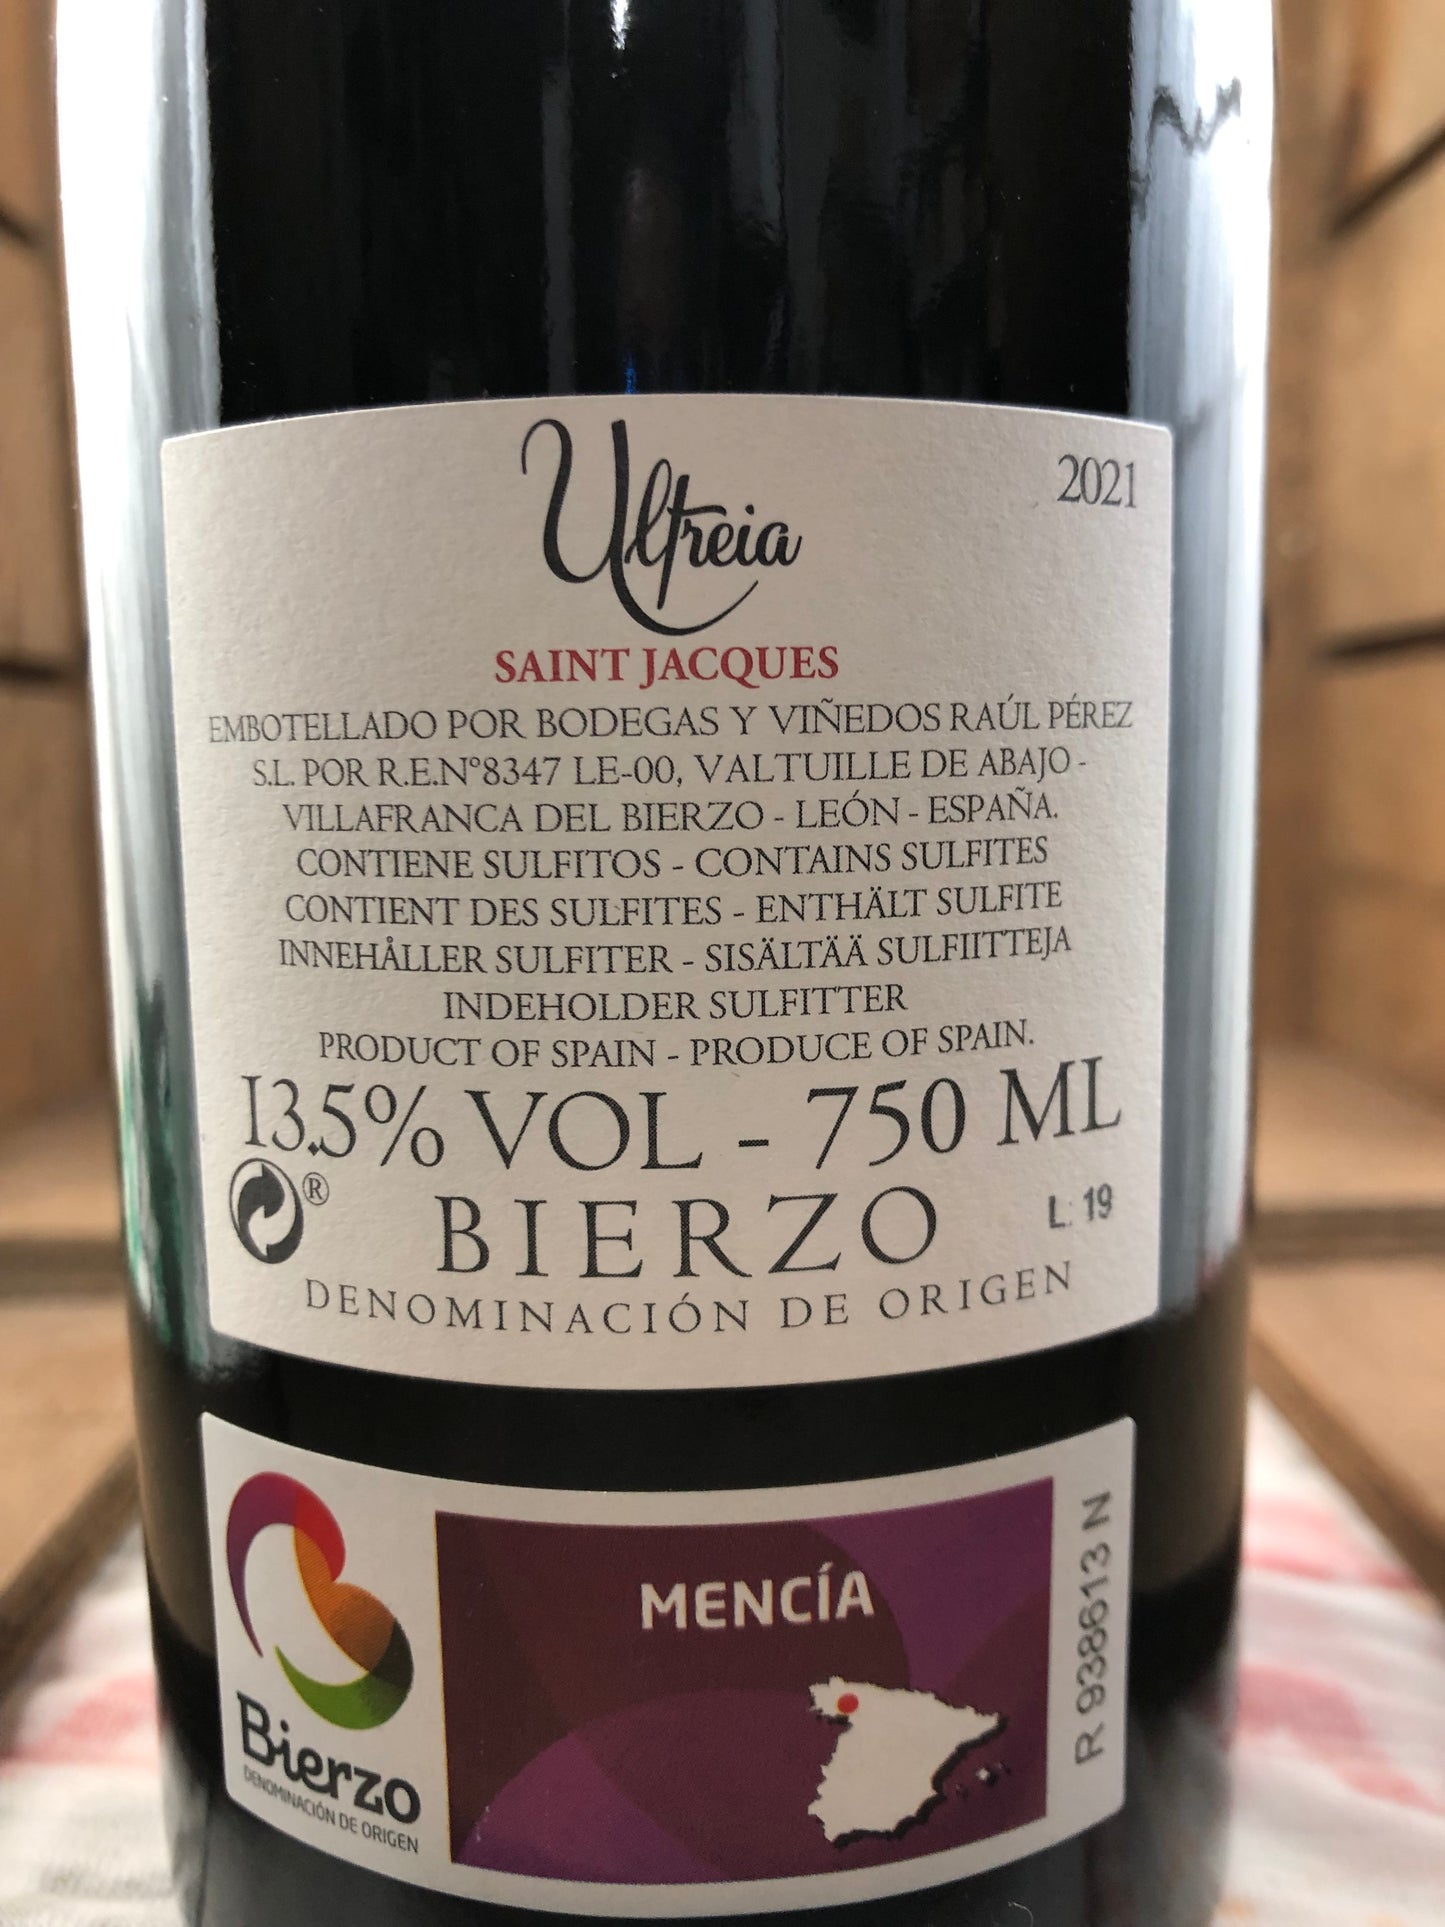 Ultreia
2021
SAINT JACQUES
EMBOTELLADO POR BODEGAS Y VIÑEDOS RAÚL PÉREZ
S.L. POR R.E.N°8347 LE-00, VALTUILLE DE ABAJO -
VILLAFRANCA DEL BIERZO - LEÓN - ESPAÑA.
CONTIENE SULFITOS - CONTAINS SULFITES
CONTIENT DES SULFITES - ENTHÄLT SULFITE
INNEHÅLLER SULFITER - SISÄLTÄÄ SULFIITTEJA
INDEHOLDER SULFITTER
PRODUCT OF SPAIN - PRODUCE OF SPAIN.
13.5% VOL - 750 ML
®
BIERZO
L: 19
DENOMINACIÓN DE ORIGEN
Bierzo
DENOMINACIÓN DE ORIGEN
MENCÍA
R 938613 N